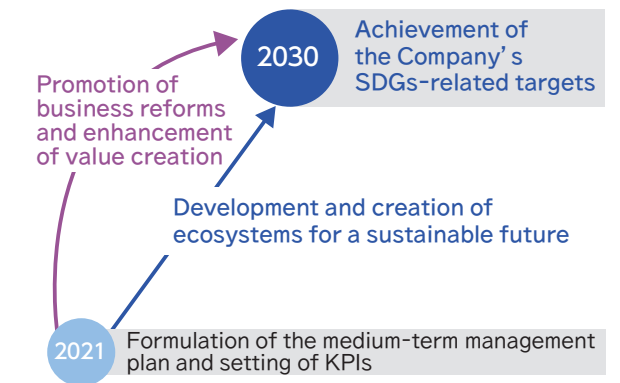 2030
Achievement of
the Company's
SDGs-related targets
Promotion of
business reforms
and enhancement
of value creation
Development and creation of
ecosystems for a sustainable future
2021
Formulation of the medium-term management
plan and setting of KPIs